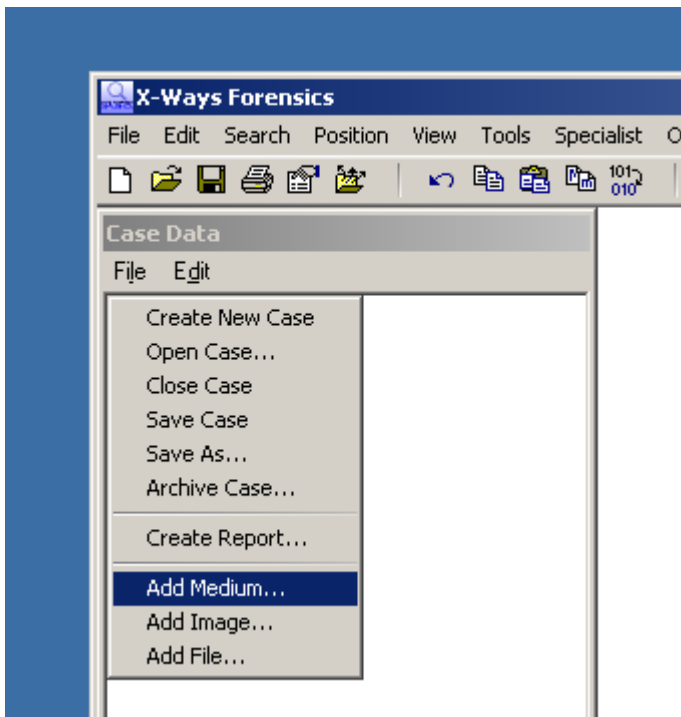 X-Ways Forensics
File Edit Search Position View Tools Specialist O
Case Data
File Edit
Create New Case
Open Case...
Close Case
Save Case
Save As...
Archive Case...
Create Report...
Add Medium...
Add Image...
Add File...